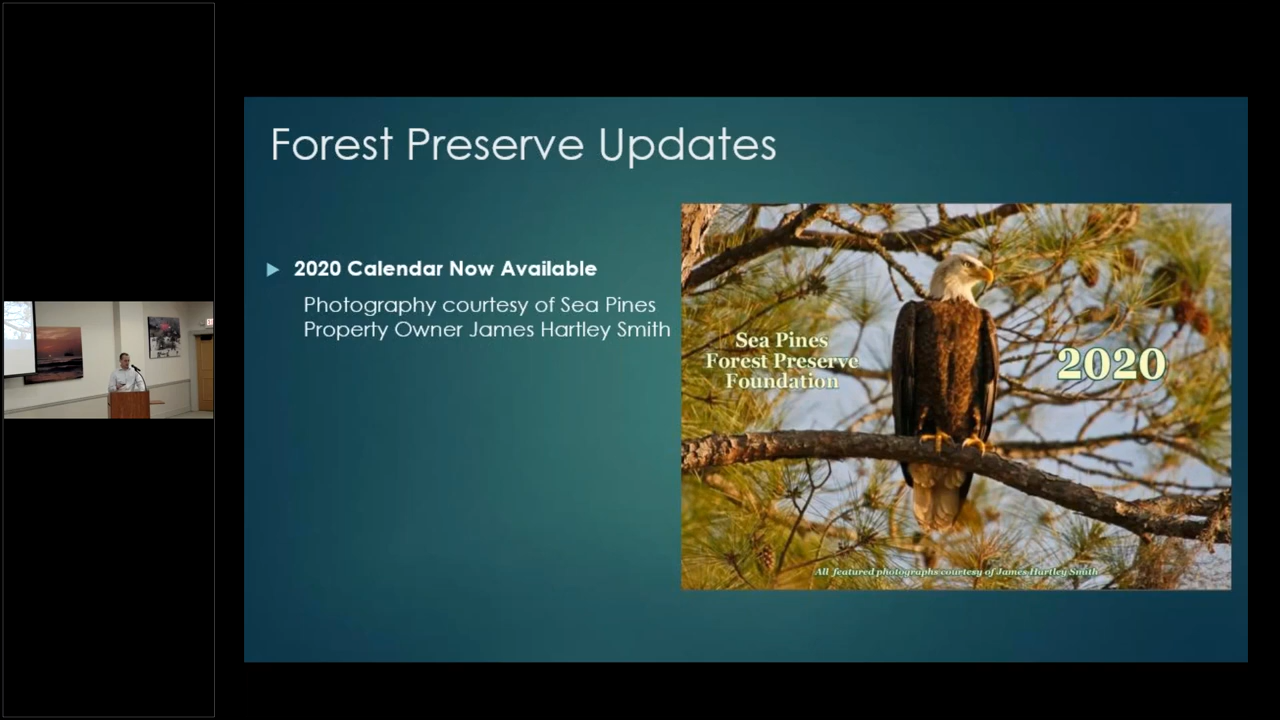 Forest Preserve Updates
2020 Calendar Now Available
Photography courtesy of Sea Pines
Property Owner James Hartley Smith
Sea Pines
Forest Preserve
Foundation
2020
All featured photographs courtesy of James Hartley Smith